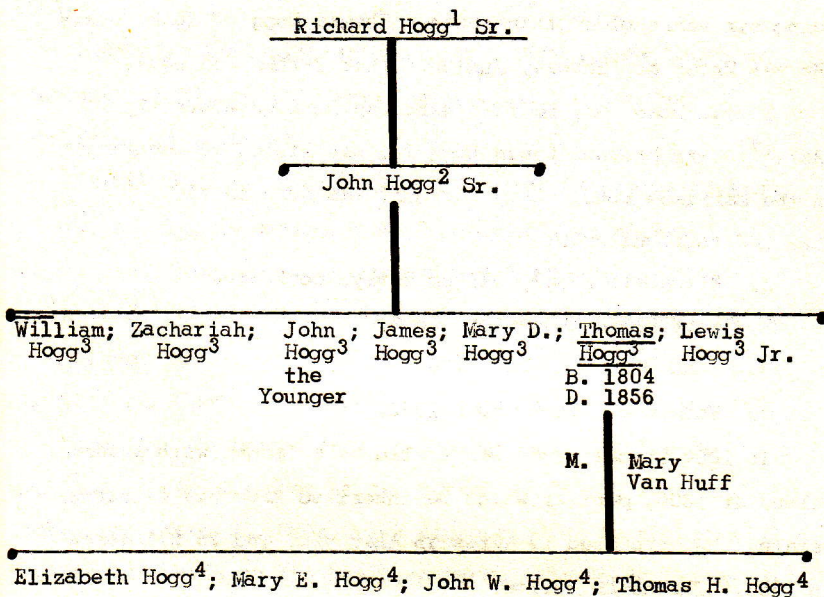 Richard Hogg¹ Sr.
John Hogg² Sr.
William; Zachariah; John ; James; Mary D.; Thomas; Lewis
Hogg³ Hogg³ Hogg³ Hogg³ Hogg³ Hogg³ Hogg³ Jr.
the B. 1804
Younger D. 1856
M. Mary
Van Huff
Elizabeth Hogg⁴; Mary E. Hogg⁴; John W. Hogg⁴; Thomas H. Hogg⁴